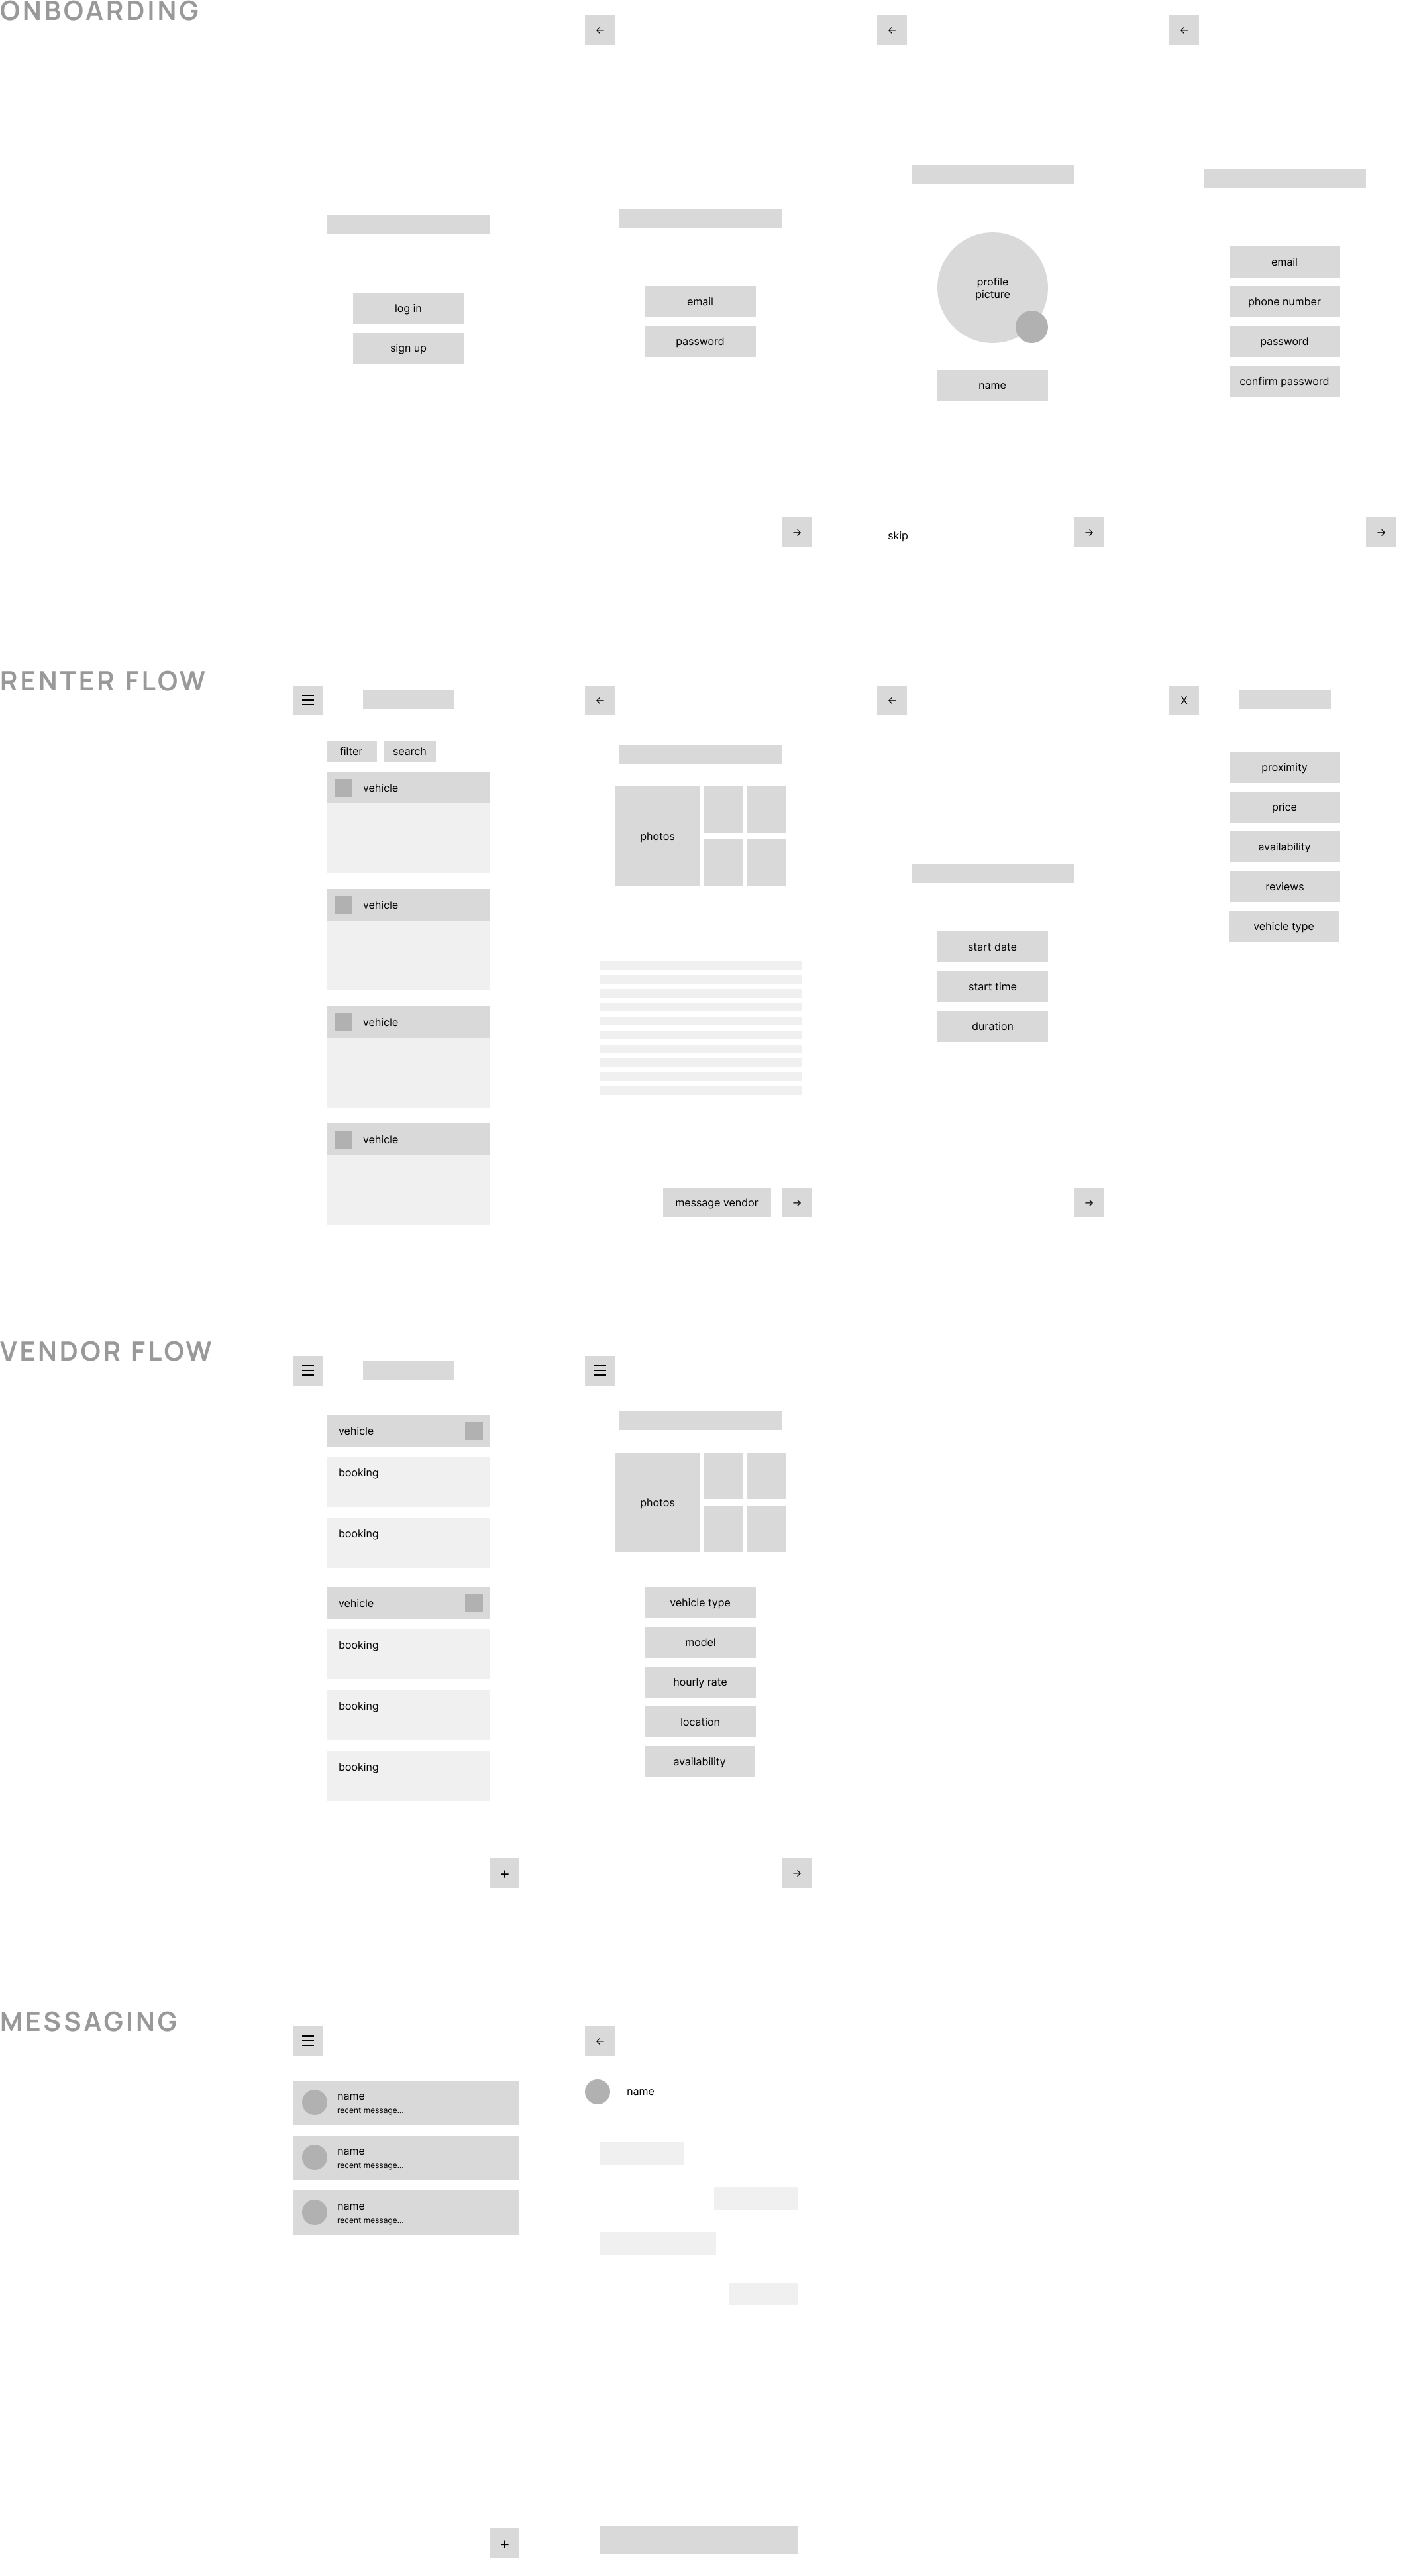 ONBOARDING
←
←
←
log in
sign up
email
password
profile
picture
name
email
phone number
password
confirm password
→
skip
→
→
RENTER FLOW
←
←
X
filter
search
vehicle
vehicle
vehicle
vehicle
photos
message vendor
→
start date
start time
duration
→
proximity
price
availability
reviews
vehicle type
VENDOR FLOW
vehicle
booking
booking
vehicle
booking
booking
booking
+
photos
vehicle type
model
hourly rate
location
availability
→
MESSAGING
name
recent message...
name
recent message...
name
recent message...
+
←
name